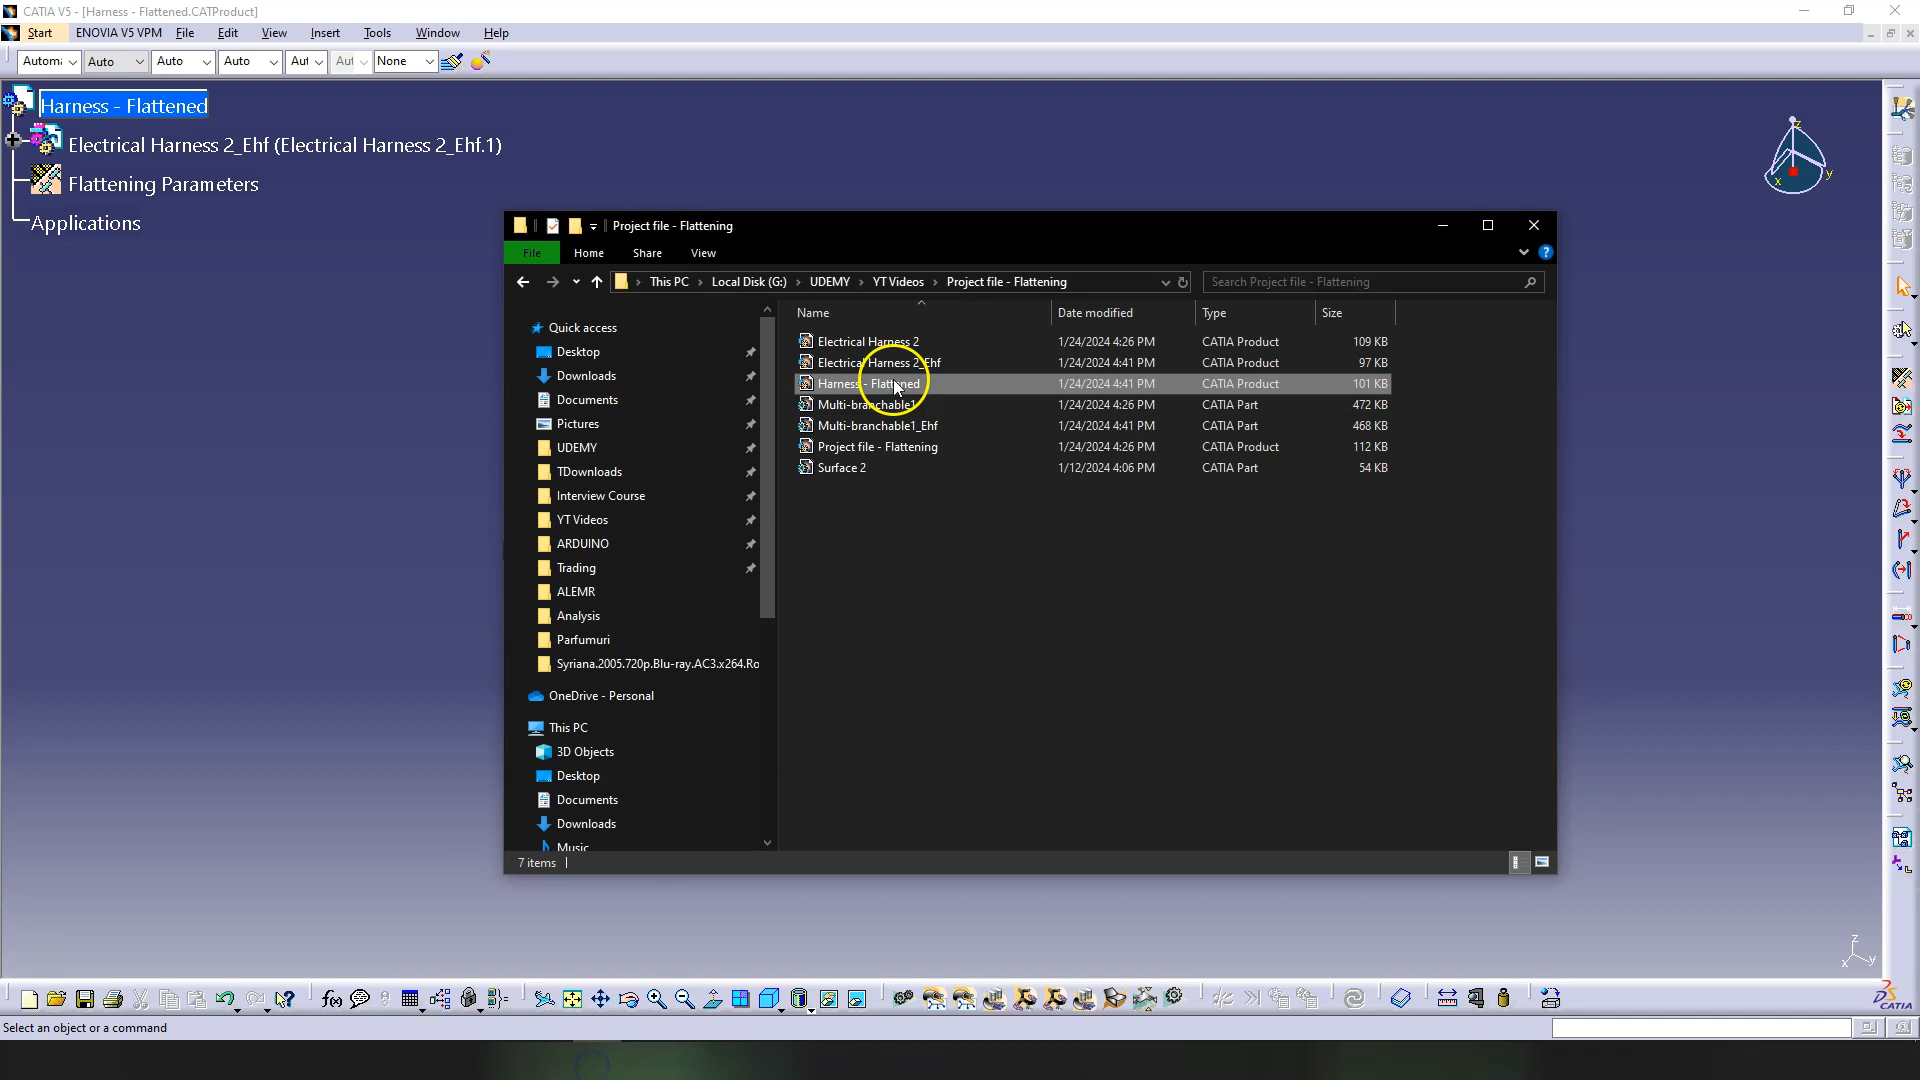 CATIA V5 - [Harness - Flattened.CATProduct]
Start ENOVIA V5 VPM File Edit View Insert Tools Window Help
Automa Auto Auto Auto Aut Aut None
Harness - Flattened
Electrical Harness 2_Ehf (Electrical Harness 2_Ehf.1)
Flattening Parameters
Applications
z
x y
Project file - Flattening
File Home Share View
This PC Local Disk (G:) UDEMY YT Videos Project file - Flattening Search Project file - Flattening
Name Date modified Type Size
Electrical Harness 2 1/24/2024 4:26 PM CATIA Product 109 KB
Electrical Harness 2_Ehf 1/24/2024 4:41 PM CATIA Product 97 KB
Harness - Flattened 1/24/2024 4:41 PM CATIA Product 101 KB
Multi-branchable1 1/24/2024 4:26 PM CATIA Part 472 KB
Multi-branchable1_Ehf 1/24/2024 4:41 PM CATIA Part 468 KB
Project file - Flattening 1/24/2024 4:26 PM CATIA Product 112 KB
Surface 2 1/12/2024 4:06 PM CATIA Part 54 KB
Quick access
Desktop
Downloads
Documents
Pictures
UDEMY
TDownloads
Interview Course
YT Videos
ARDUINO
Trading
ALEMR
Analysis
Parfumuri
Syriana.2005.720p.Blu-ray.AC3.x264.Ro
OneDrive - Personal
This PC
3D Objects
Desktop
Documents
Downloads
Music
7 items
z
x y
f(x)
CATIA
Select an object or a command